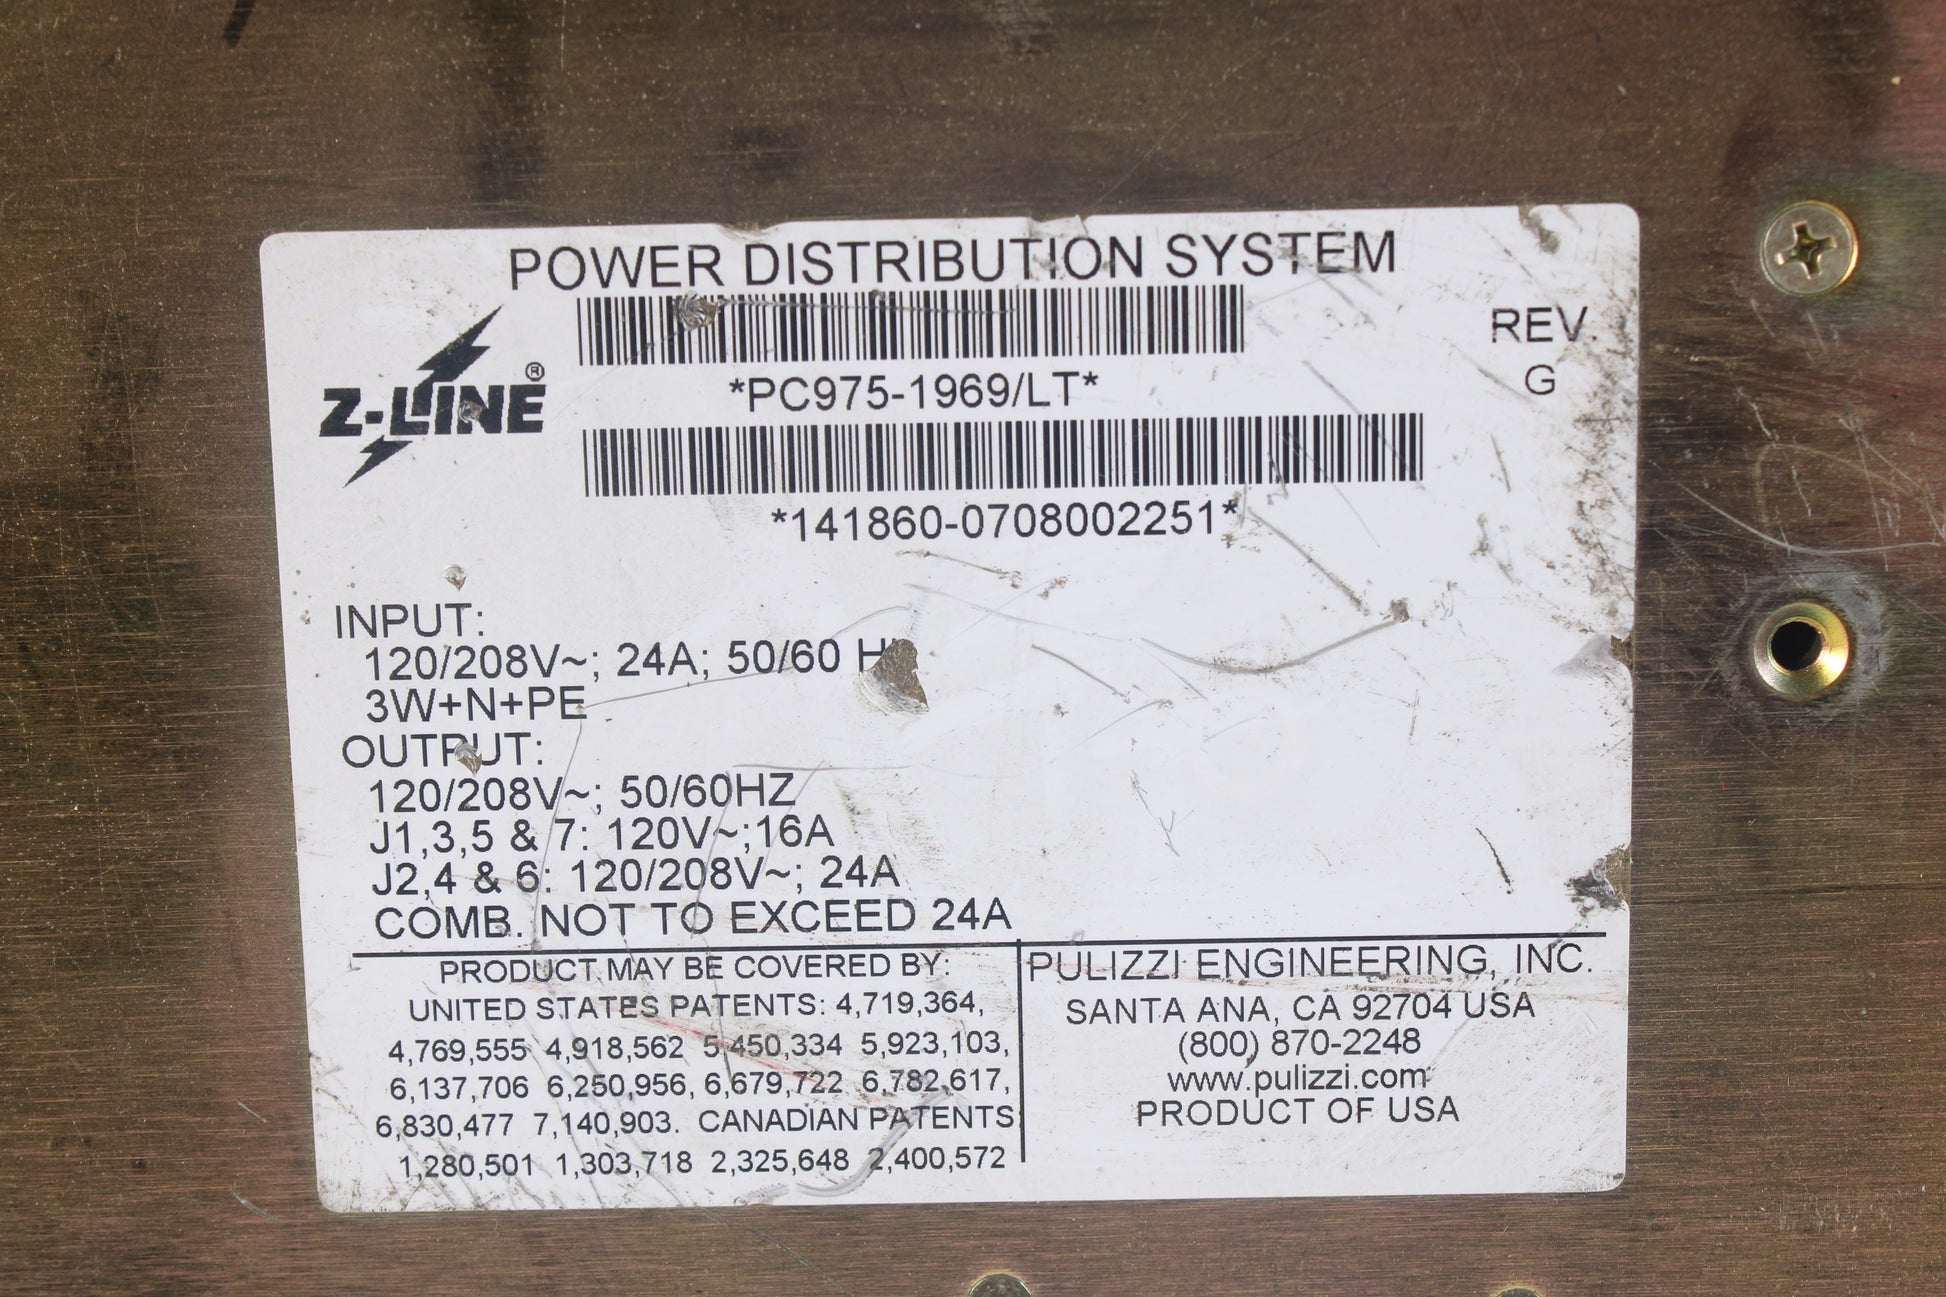 POWER DISTRIBUTION SYSTEM
Z-LINE®
*PC975-1969/LT*
REV.
G
*141860-0708002251*
INPUT:
120/208V~; 24A; 50/60
3W+N+PE
OUTPUT:
120/208V~; 50/60HZ
J1,3,5 & 7: 120V~;16A
J2,4 & 6: 120/208V~; 24A
COMB. NOT TO EXCEED 24A
PRODUCT MAY BE COVERED BY:
UNITED STATES PATENTS: 4,719,364,
4,769,555 4,918,562 5,450,334 5,923,103,
6,137,706 6,250,956, 6,679,722 6,782,617,
6,830,477 7,140,903. CANADIAN PATENTS
1,280,501 1,303,718 2,325,648 2,400,572
PULIZZI ENGINEERING, INC.
SANTA ANA, CA 92704 USA
(800) 870-2248
www.pulizzi.com
PRODUCT OF USA